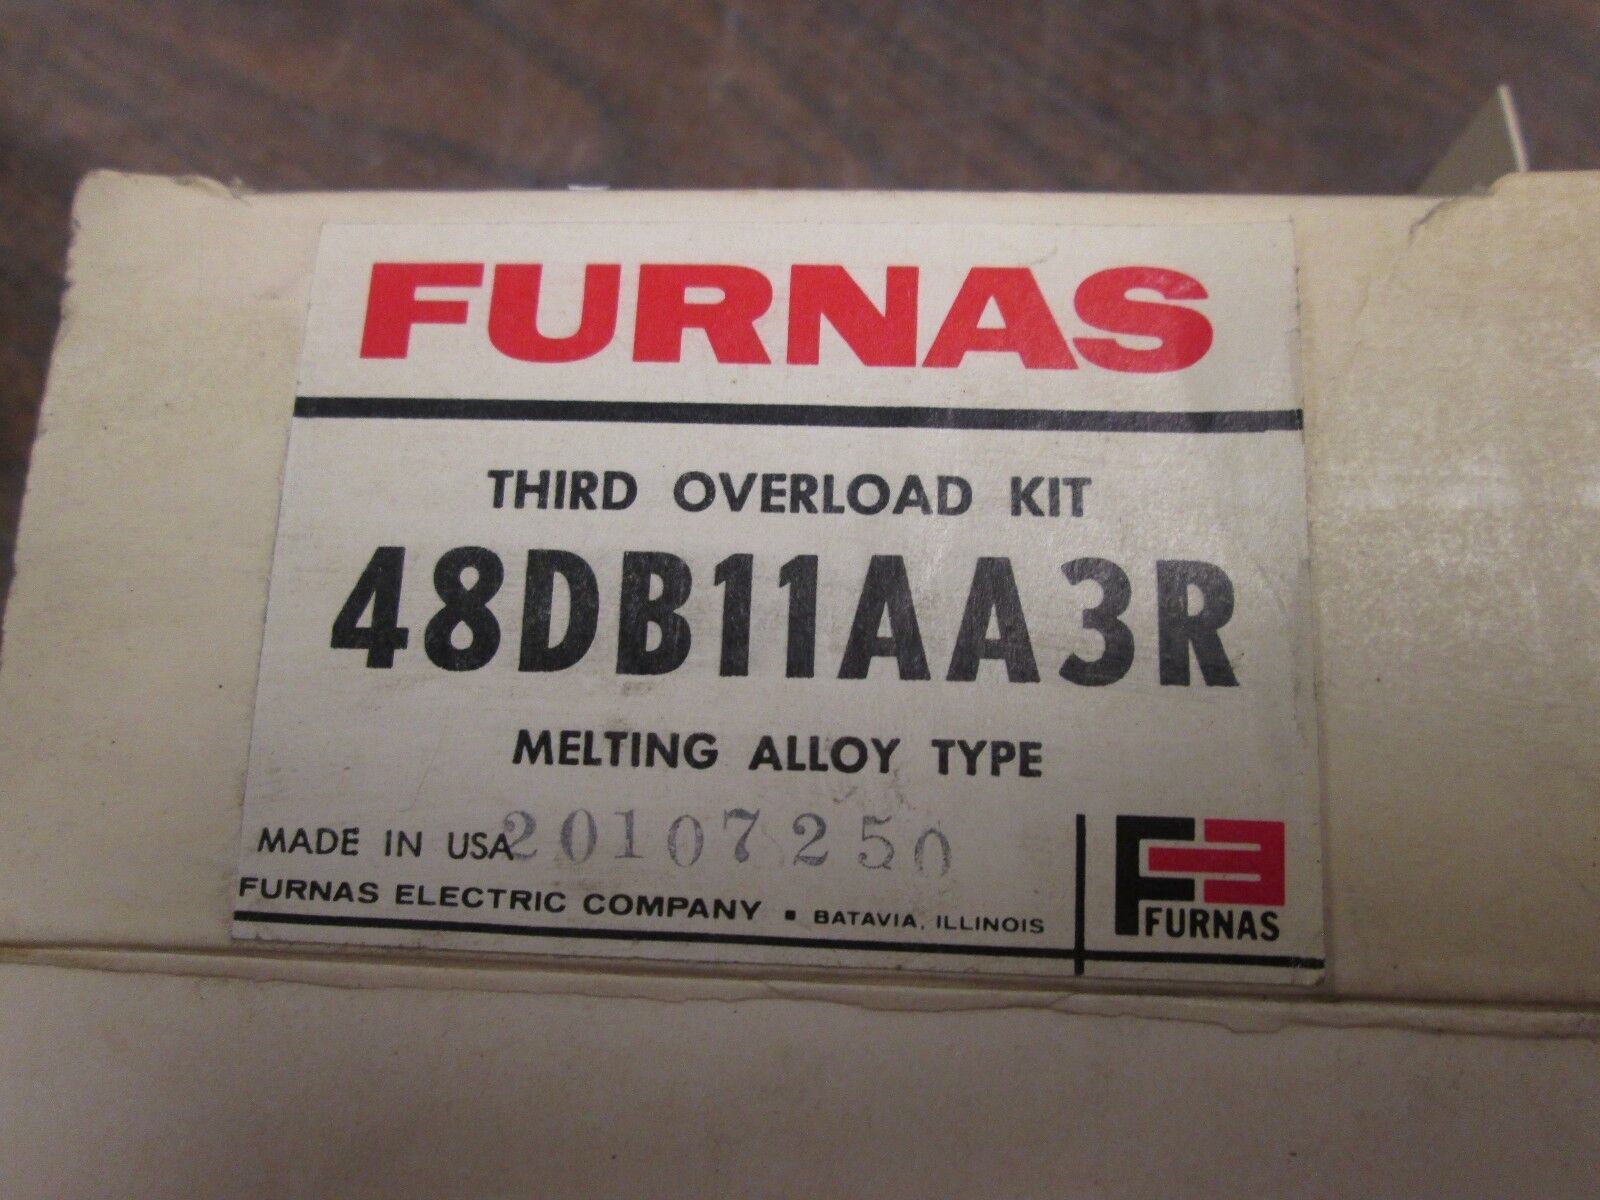 FURNAS
THIRD OVERLOAD KIT
48DB11AA3R
MELTING ALLOY TYPE
MADE IN USA 20107250
FURNAS ELECTRIC COMPANY ▪ BATAVIA, ILLINOIS
FURNAS